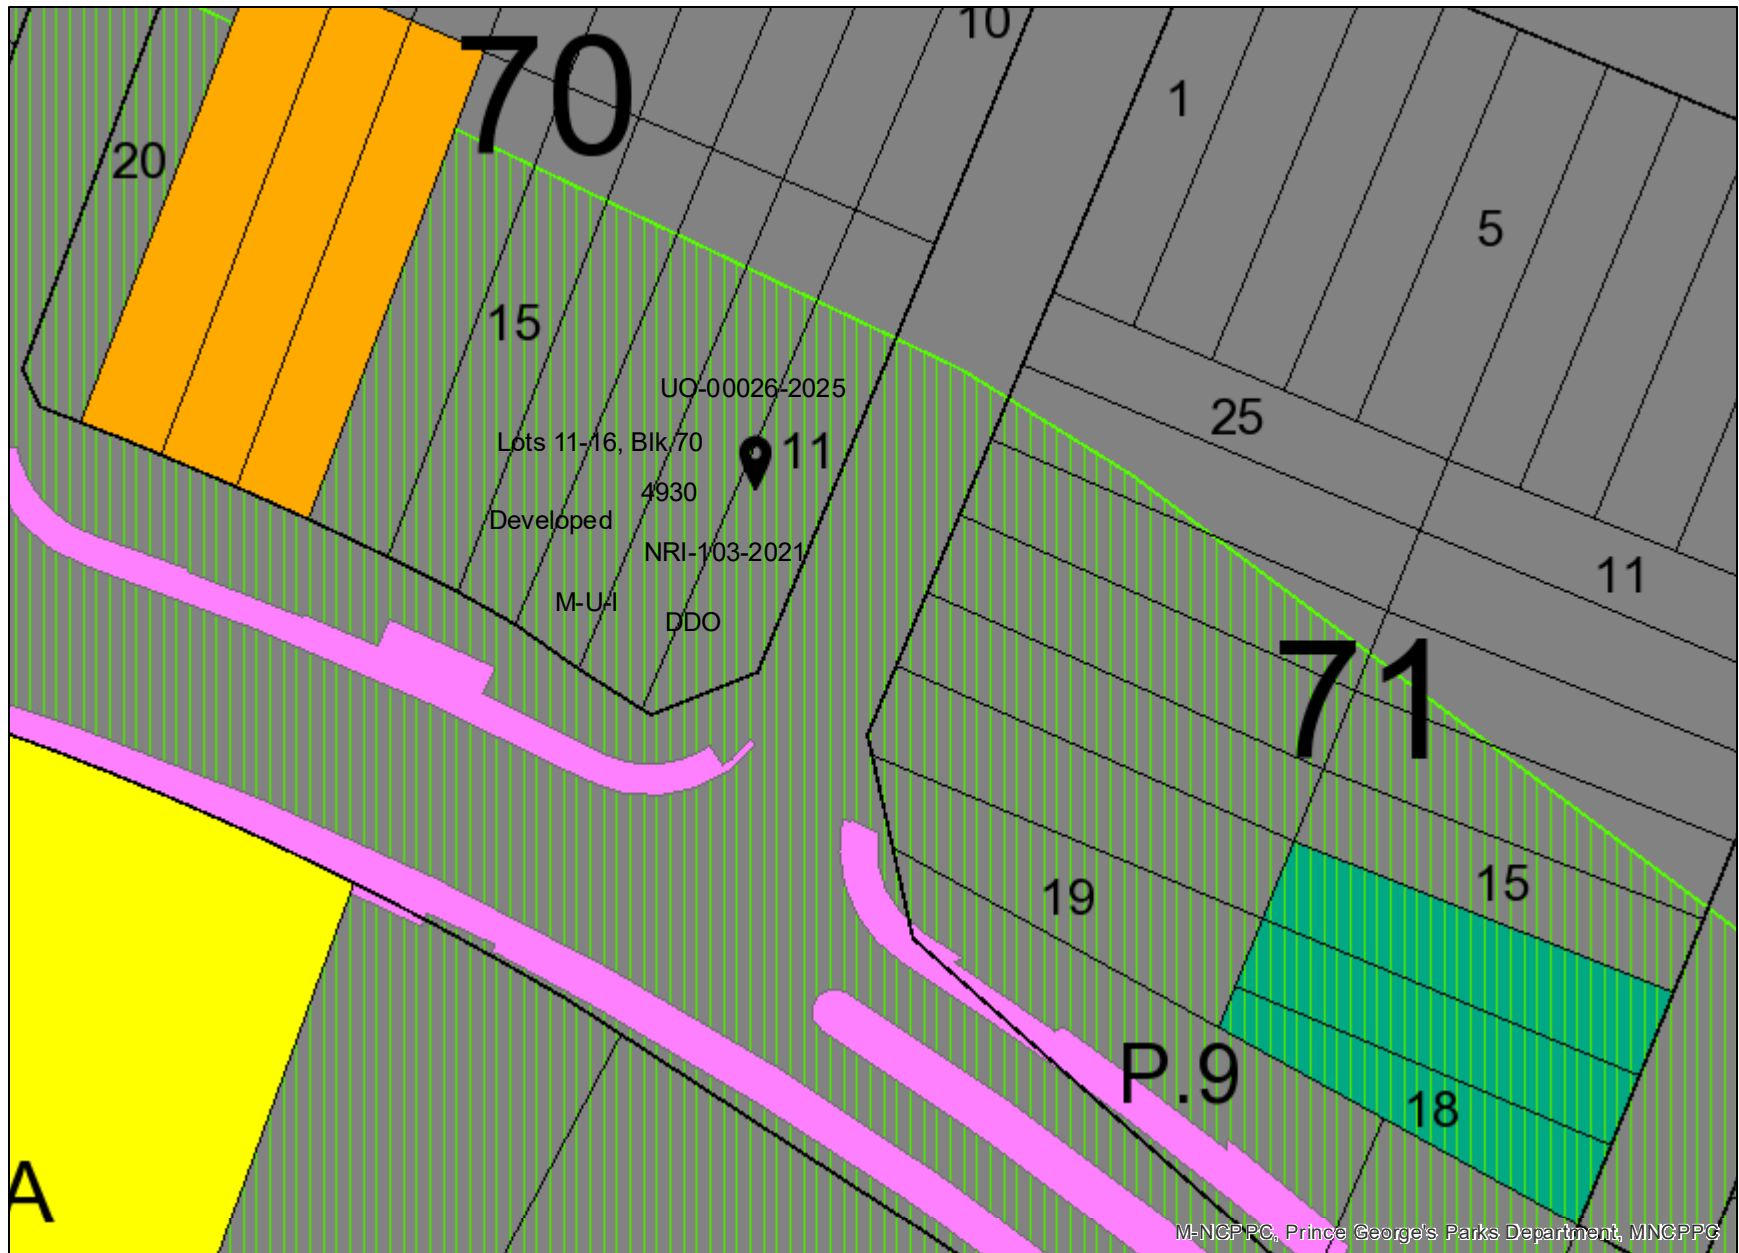 10
70
1
20
5
15
UO-00026-2025
25
Lots 11-16, Blk 70
11
4930
Developed
NRI-103-2021
11
M-U-I
DDO
71
15
19
P.9
18
A
M-NCPPC, Prince George's Parks Department, MNCPPC